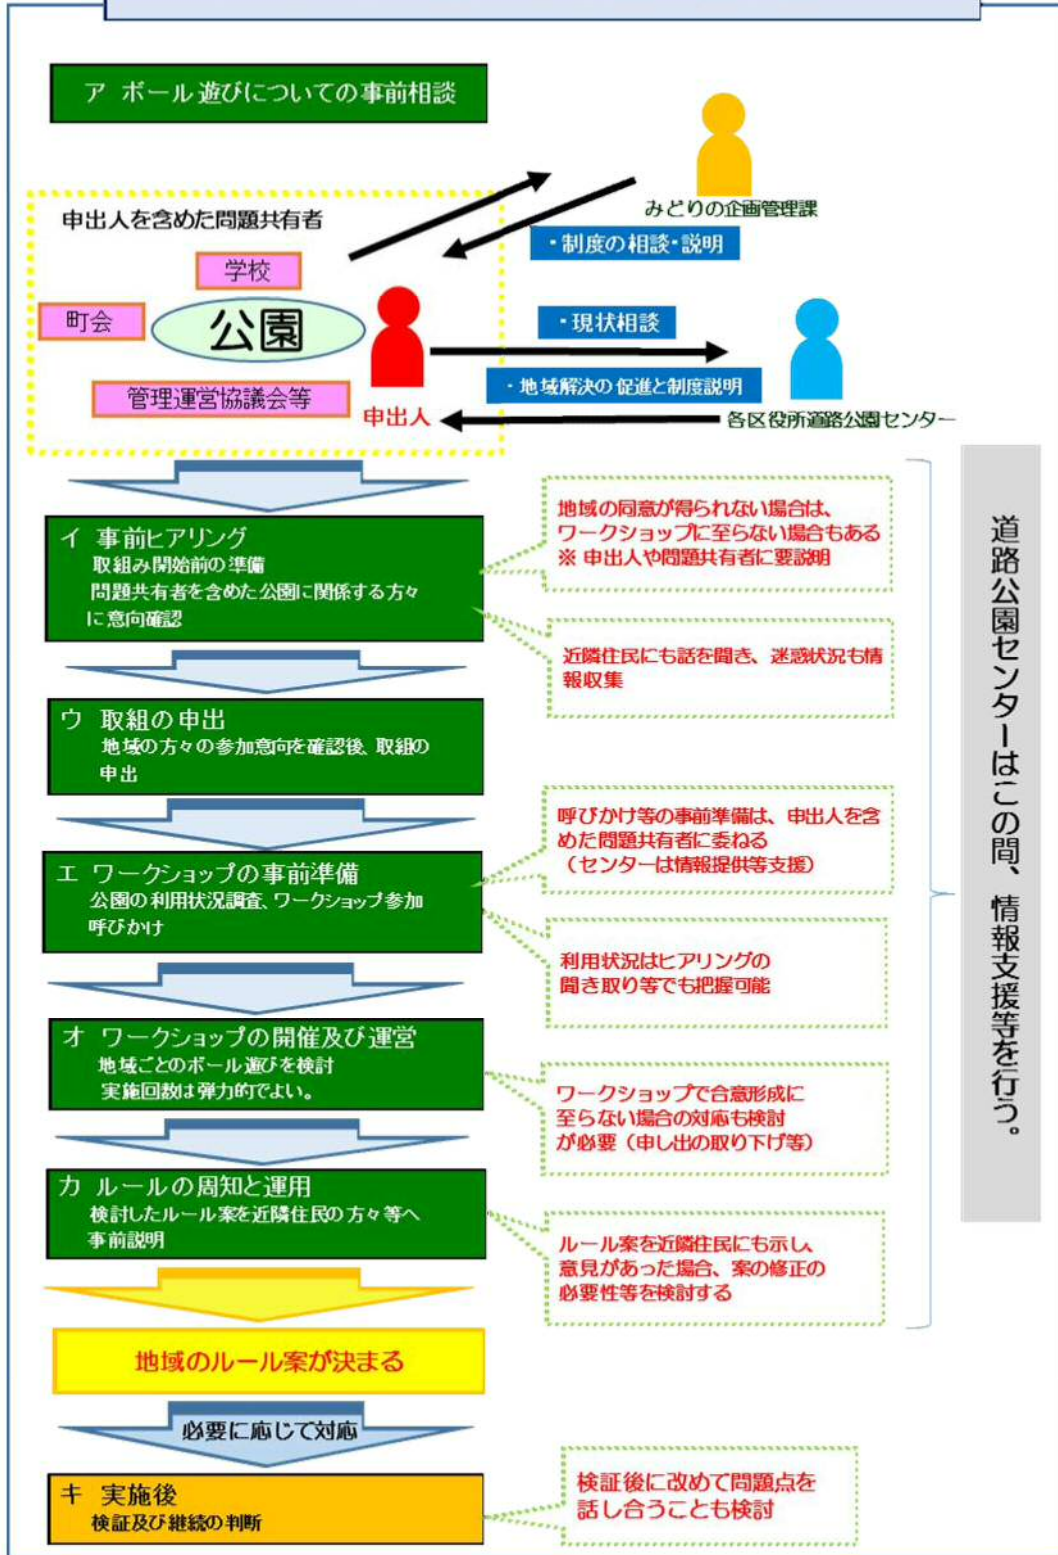 ア ボール遊びについての事前相談
申出人を含めた問題共有者
学校
町会
公園
管理運営協議会等
申出人
みどりの企画管理課
・制度の相談・説明
・現状相談
・地域解決の促進と制度説明
各区役所道路公園センター
イ 事前ヒアリング
取組み開始前の準備
問題共有者を含めた公園に関係する方々
に意向確認
地域の同意が得られない場合は、
ワークショップに至らない場合もある
※ 申出人や問題共有者に要説明
近隣住民にも話を聞き、迷惑状況も情
報収集
ウ 取組の申出
地域の方々の参加意向を確認後、取組の
申出
エ ワークショップの事前準備
公園の利用状況調査、ワークショップ参加
呼びかけ
呼びかけ等の事前準備は、申出人を含
めた問題共有者に委ねる
（センターは情報提供等支援）
利用状況はヒアリングの
聞き取り等でも把握可能
オ ワークショップの開催及び運営
地域ごとのボール遊びを検討
実施回数は弾力的でよい。
ワークショップで合意形成に
至らない場合の対応も検討
が必要（申し出の取り下げ等）
カ ルールの周知と運用
検討したルール案を近隣住民の方々等へ
事前説明
ルール案を近隣住民にも示し、
意見があった場合、案の修正の
必要性等を検討する
地域のルール案が決まる
必要に応じて対応
キ 実施後
検証及び継続の判断
検証後に改めて問題点を
話し合うことも検討
道路公園センターはこの間、情報支援等を行う。